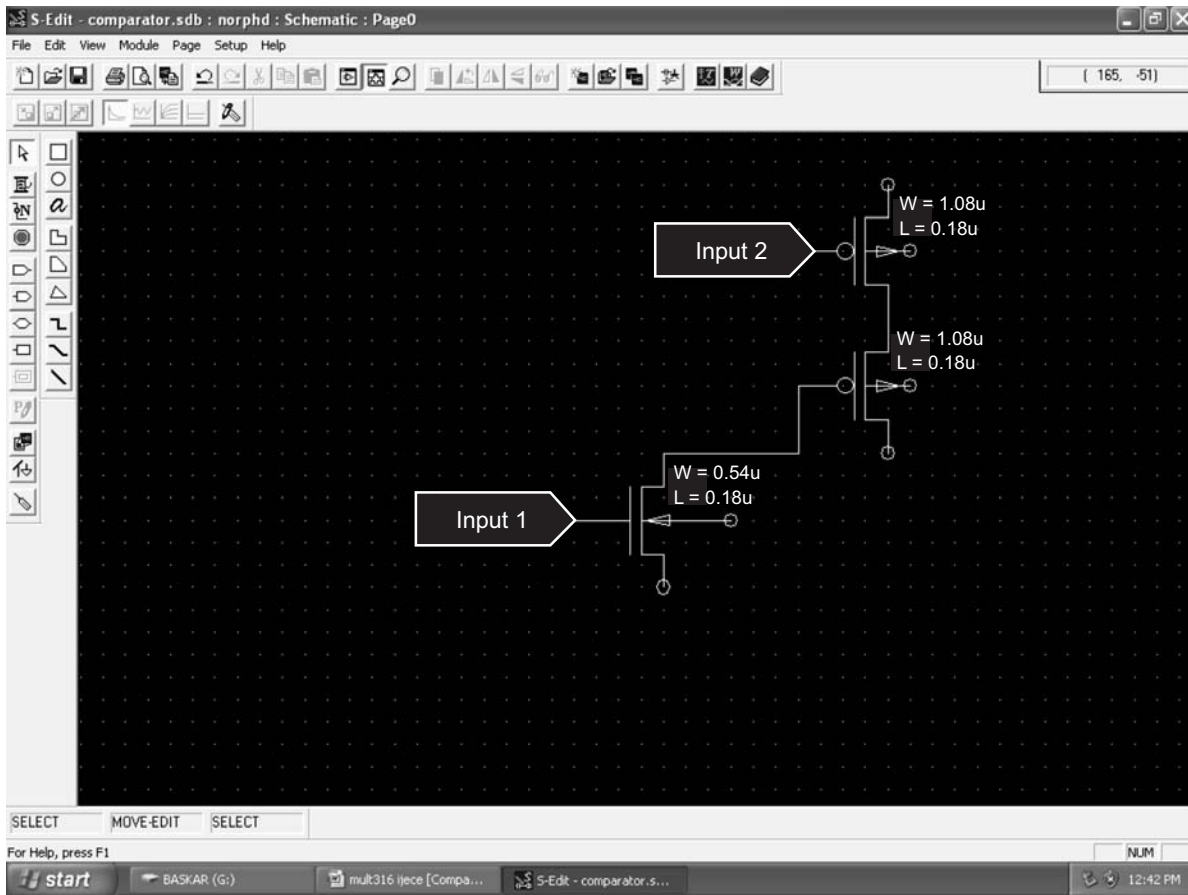 S-Edit - comparator.sdb : norphd : Schematic : Page0
File Edit View Module Page Setup Help
( 165, -51)
W = 1.08u
L = 0.18u
Input 2
W = 1.08u
L = 0.18u
W = 0.54u
L = 0.18u
Input 1
SELECT MOVE-EDIT SELECT
For Help, press F1
NUM
start BASKAR (G:) mult316 ijece [Compa... S-Edit - comparator.s... 12:42 PM